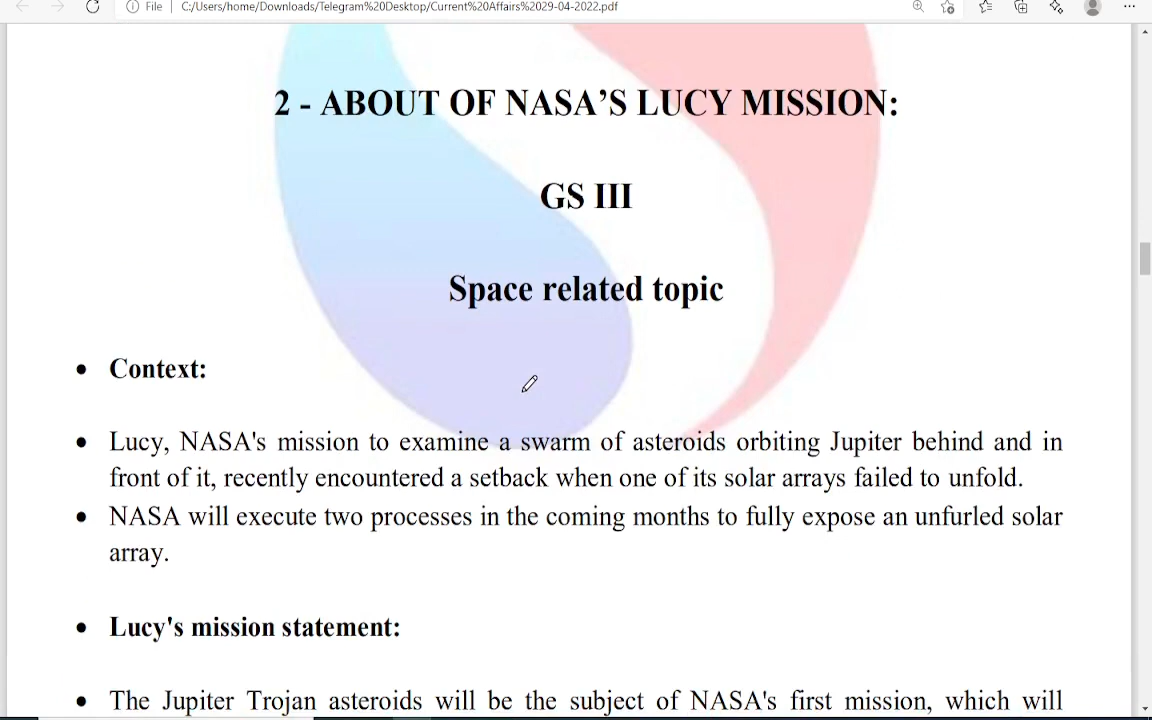 File | C:/Users/home/Downloads/Telegram%20Desktop/Current%20Affairs%2029-04-2022.pdf
2 - ABOUT OF NASA’S LUCY MISSION:
GS III
Space related topic
• Context:
• Lucy, NASA's mission to examine a swarm of asteroids orbiting Jupiter behind and in
front of it, recently encountered a setback when one of its solar arrays failed to unfold.
• NASA will execute two processes in the coming months to fully expose an unfurled solar
array.
• Lucy's mission statement:
• The Jupiter Trojan asteroids will be the subject of NASA's first mission, which will